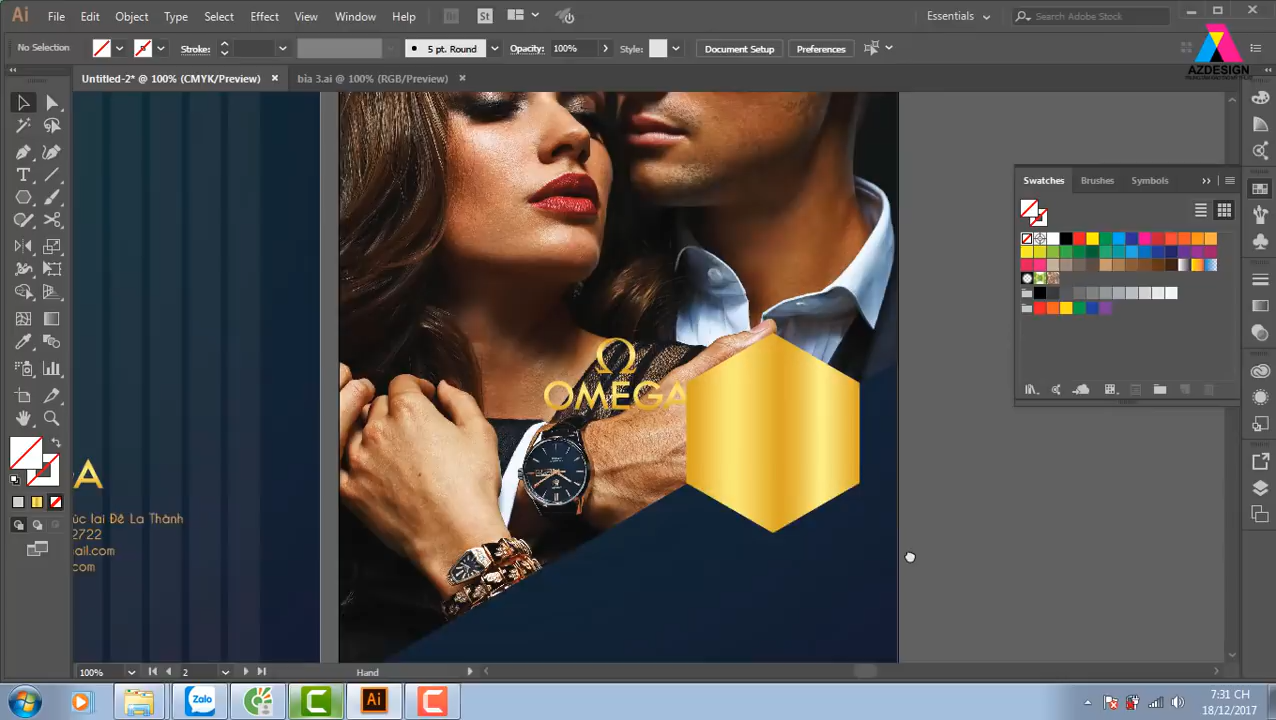 Ai File Edit Object Type Select Effect View Window Help Br St Essentials Search Adobe Stock
No Selection Stroke: 5 pt. Round Opacity: 100% Style: Document Setup Preferences
AZDESIGN
Untitled-2* @ 100% (CMYK/Preview) × bia 3.ai @ 100% (RGB/Preview) ×
Swatches Brushes Symbols
Ω
OMEGA
A
úc lai Đê La Thành
2722
ail.com
com
100% 2 Hand
Zalo Ai
7:31 CH
18/12/2017